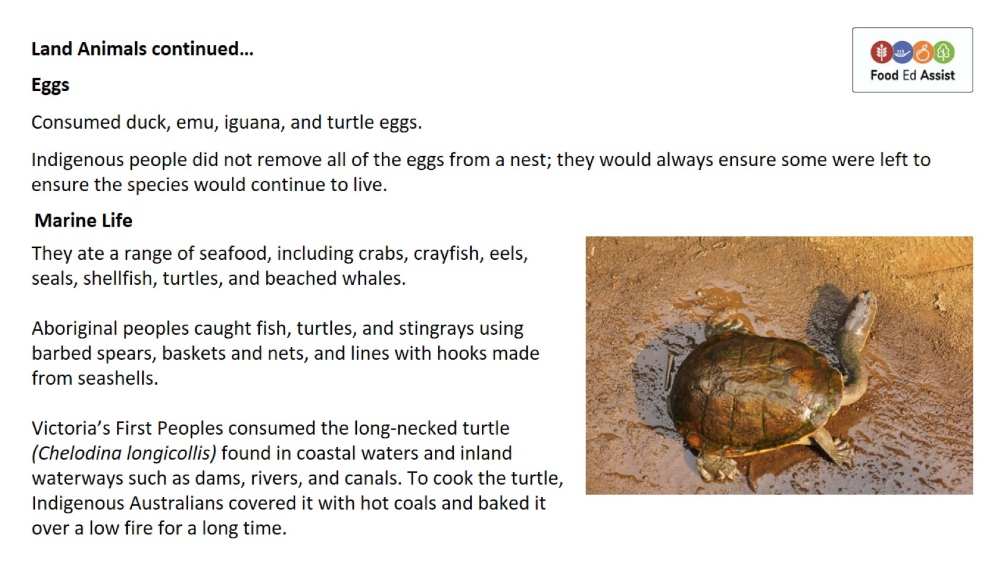 Land Animals continued…
Food Ed Assist
Eggs
Consumed duck, emu, iguana, and turtle eggs.
Indigenous people did not remove all of the eggs from a nest; they would always ensure some were left to
ensure the species would continue to live.
Marine Life
They ate a range of seafood, including crabs, crayfish, eels,
seals, shellfish, turtles, and beached whales.
Aboriginal peoples caught fish, turtles, and stingrays using
barbed spears, baskets and nets, and lines with hooks made
from seashells.
Victoria’s First Peoples consumed the long-necked turtle
(Chelodina longicollis) found in coastal waters and inland
waterways such as dams, rivers, and canals. To cook the turtle,
Indigenous Australians covered it with hot coals and baked it
over a low fire for a long time.